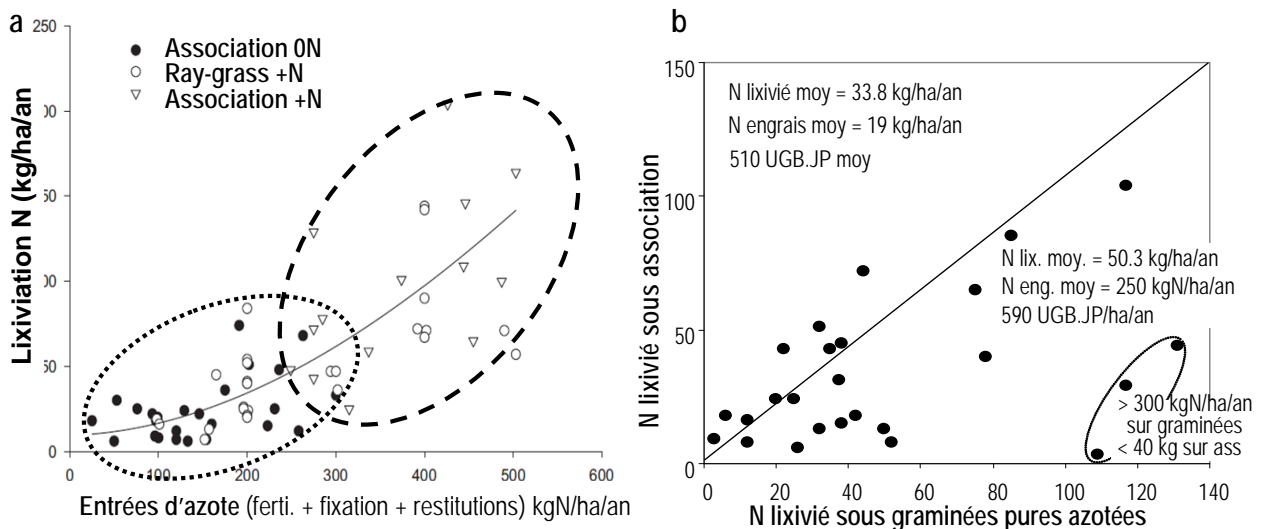 a
250
Association 0N
Ray-grass +N
Association +N
Lixiviation N (kg/ha/an)
0
50
0
0 100 200 300 400 500 600
Entrées d'azote (ferti. + fixation + restitutions) kgN/ha/an
b
150
N lixivié moy = 33.8 kg/ha/an
N engrais moy = 19 kg/ha/an
510 UGB.JP moy
100
N lixivié sous association
N lix. moy. = 50.3 kg/ha/an
N eng. moy = 250 kgN/ha/an
590 UGB.JP/ha/an
50
> 300 kgN/ha/an
sur graminées
< 40 kg sur ass
0
0 20 40 60 80 100 120 140
N lixivié sous graminées pures azotées